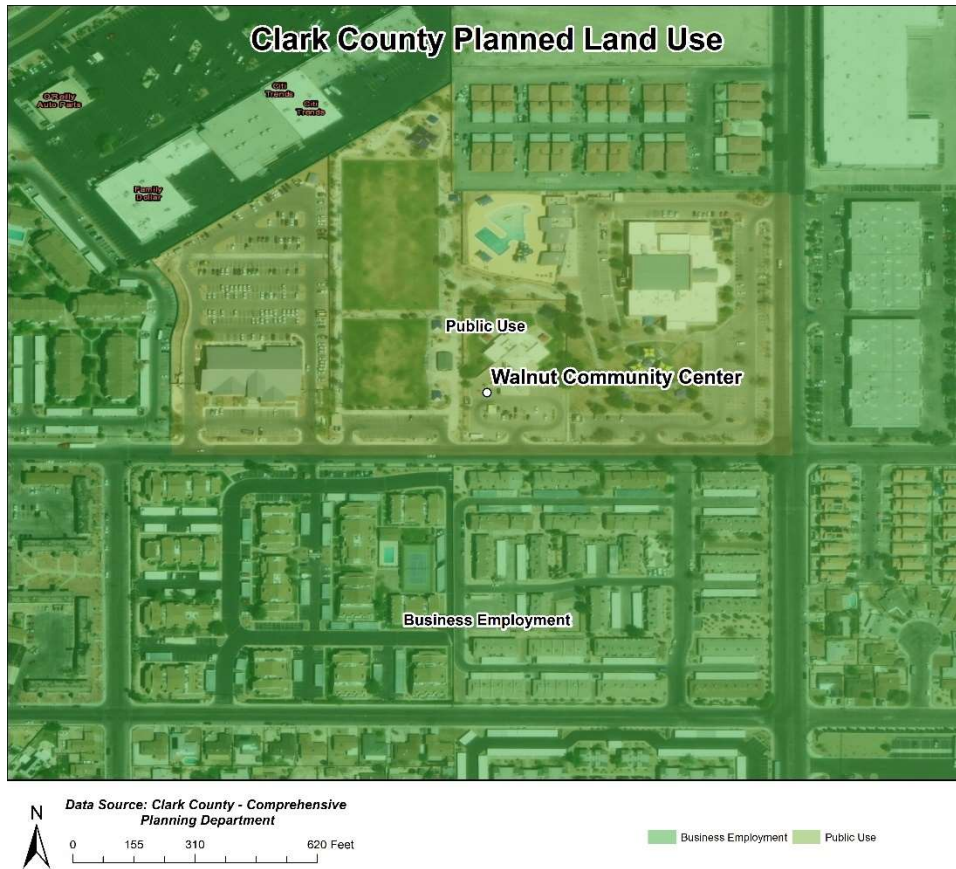 Clark County Planned Land Use
O'Reilly
Auto Parts
Citi
Trends
Citi
Trends
Family
Dollar
Public Use
Walnut Community Center
Business Employment
N
Data Source: Clark County - Comprehensive
Planning Department
0 155 310 620 Feet
Business Employment Public Use